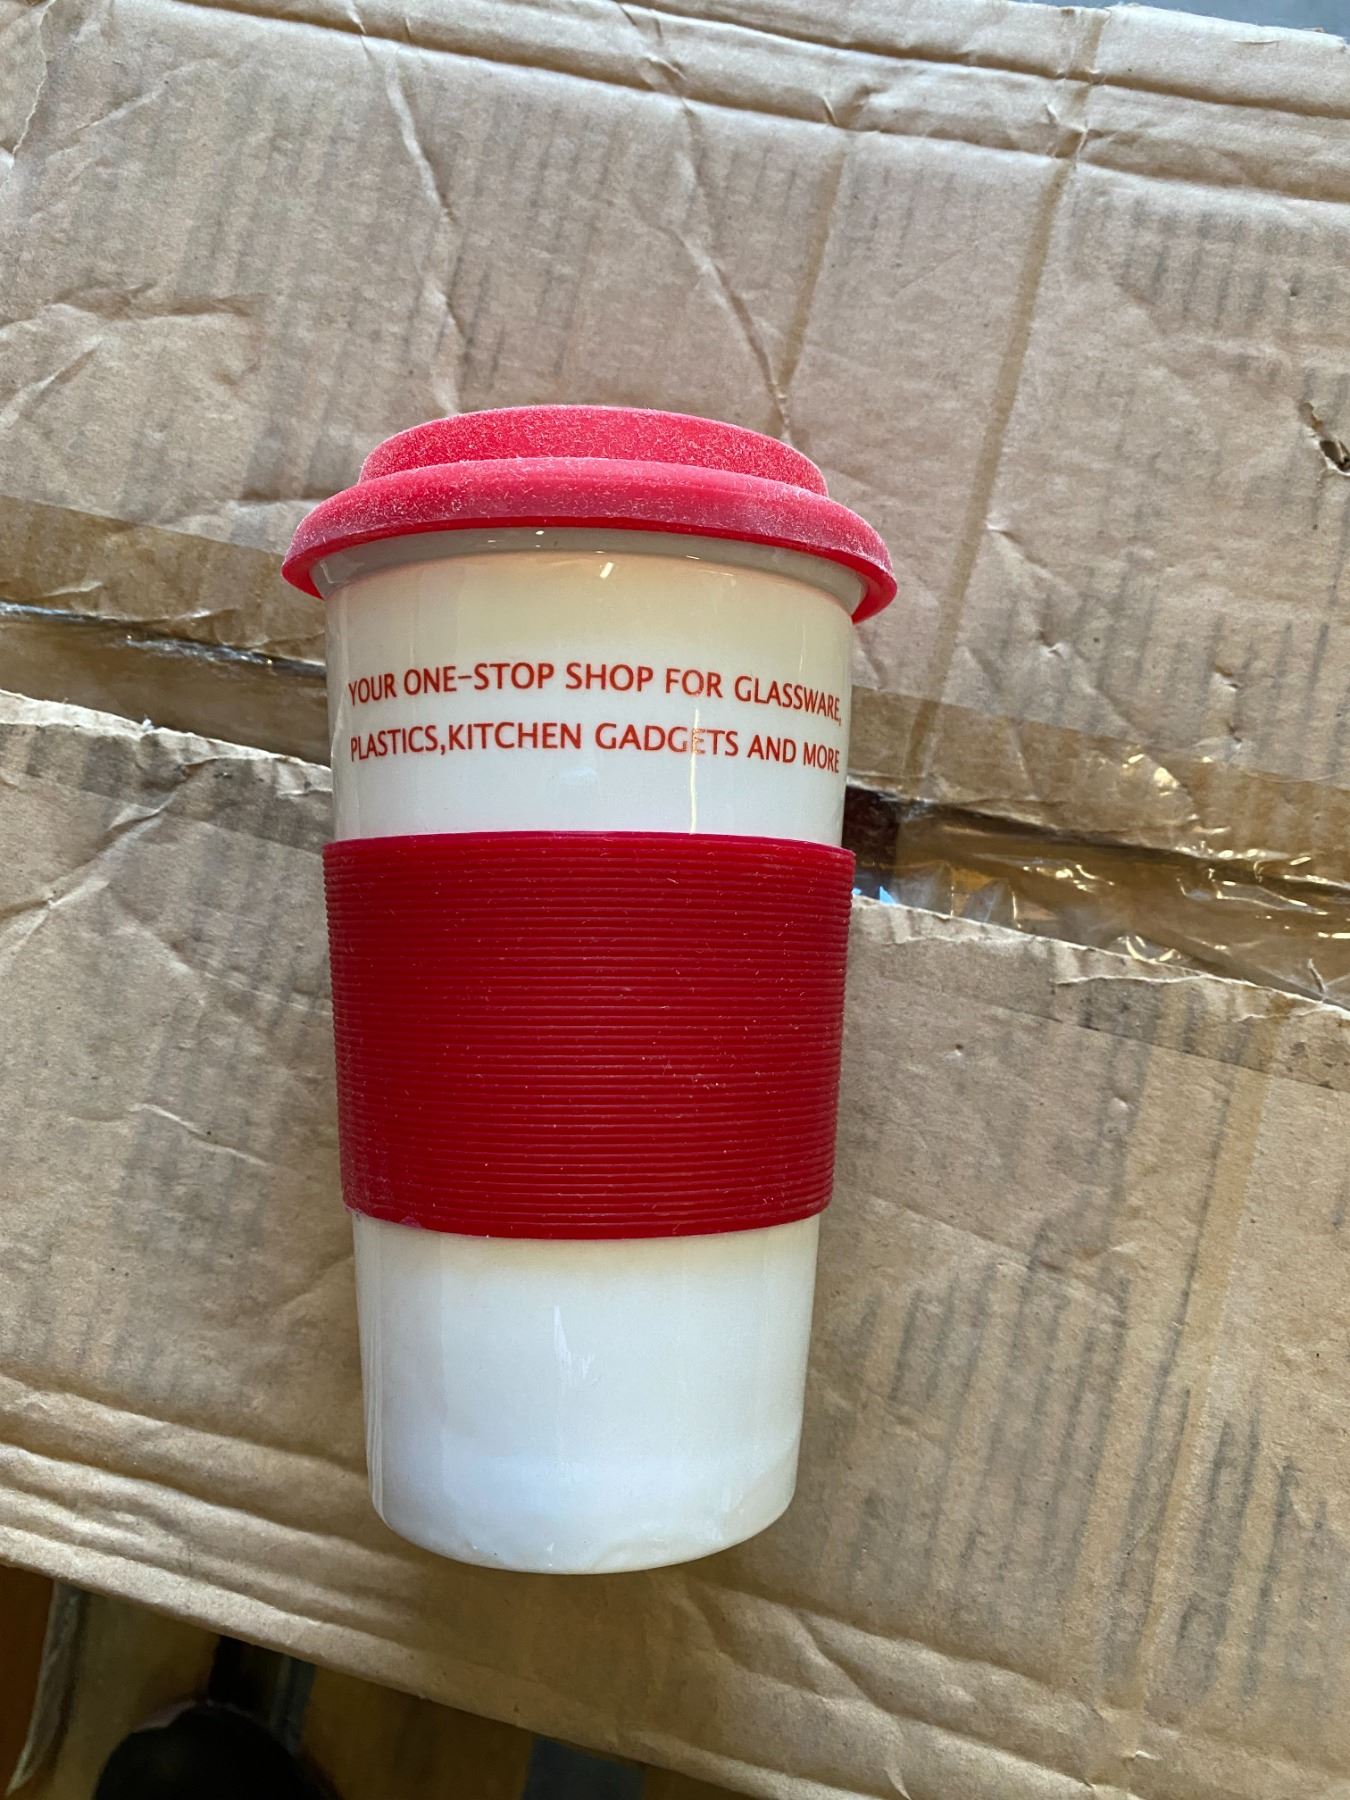 YOUR ONE-STOP SHOP FOR GLASSWARE,
PLASTICS,KITCHEN GADGETS AND MORE